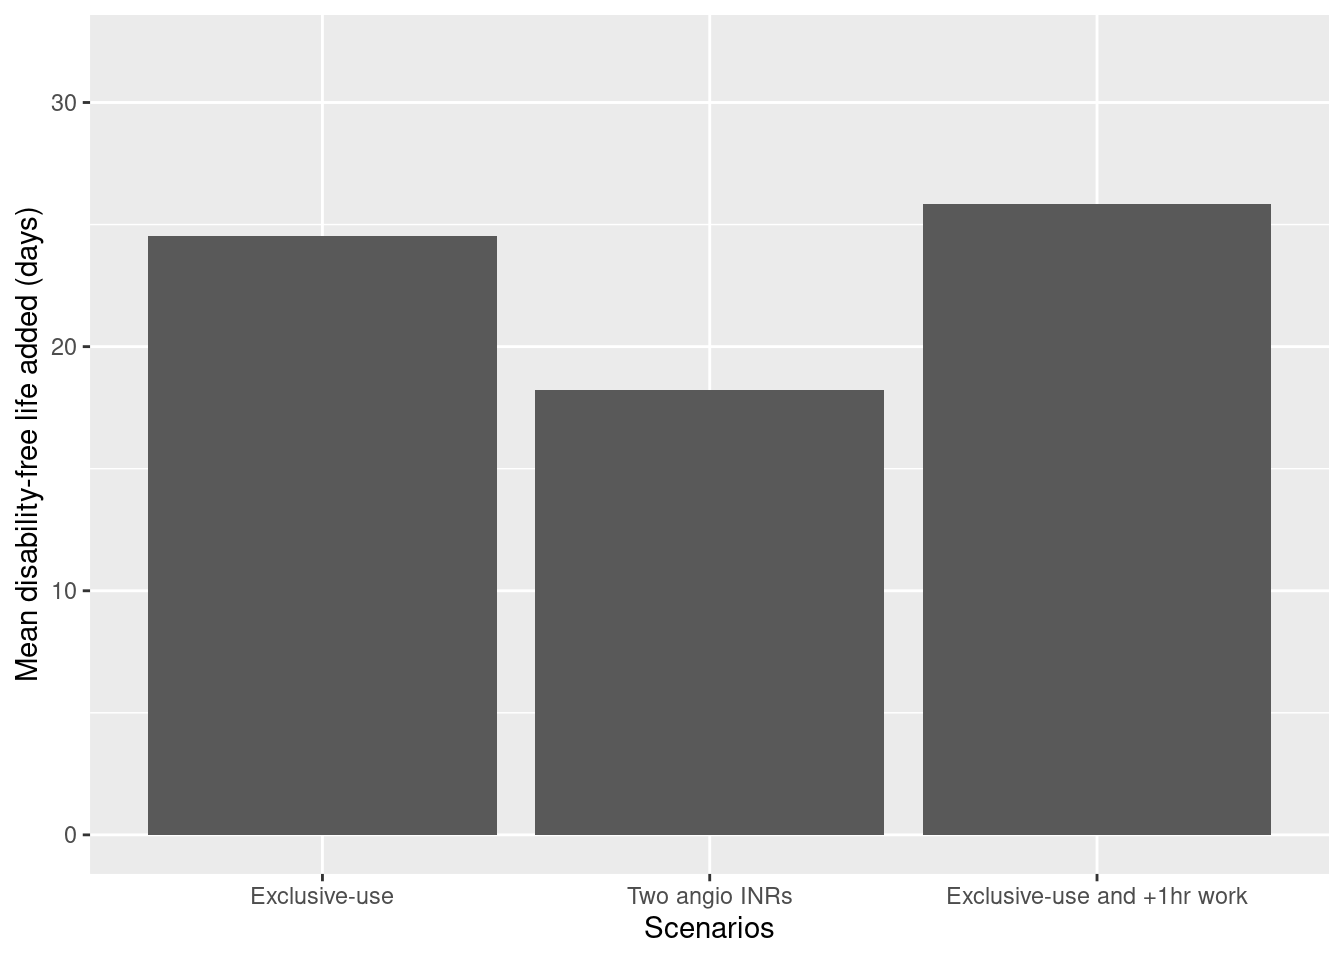 Mean disability-free life added (days)
30
20
10
0
Exclusive-use
Two angio INRs
Exclusive-use and +1hr work
Scenarios